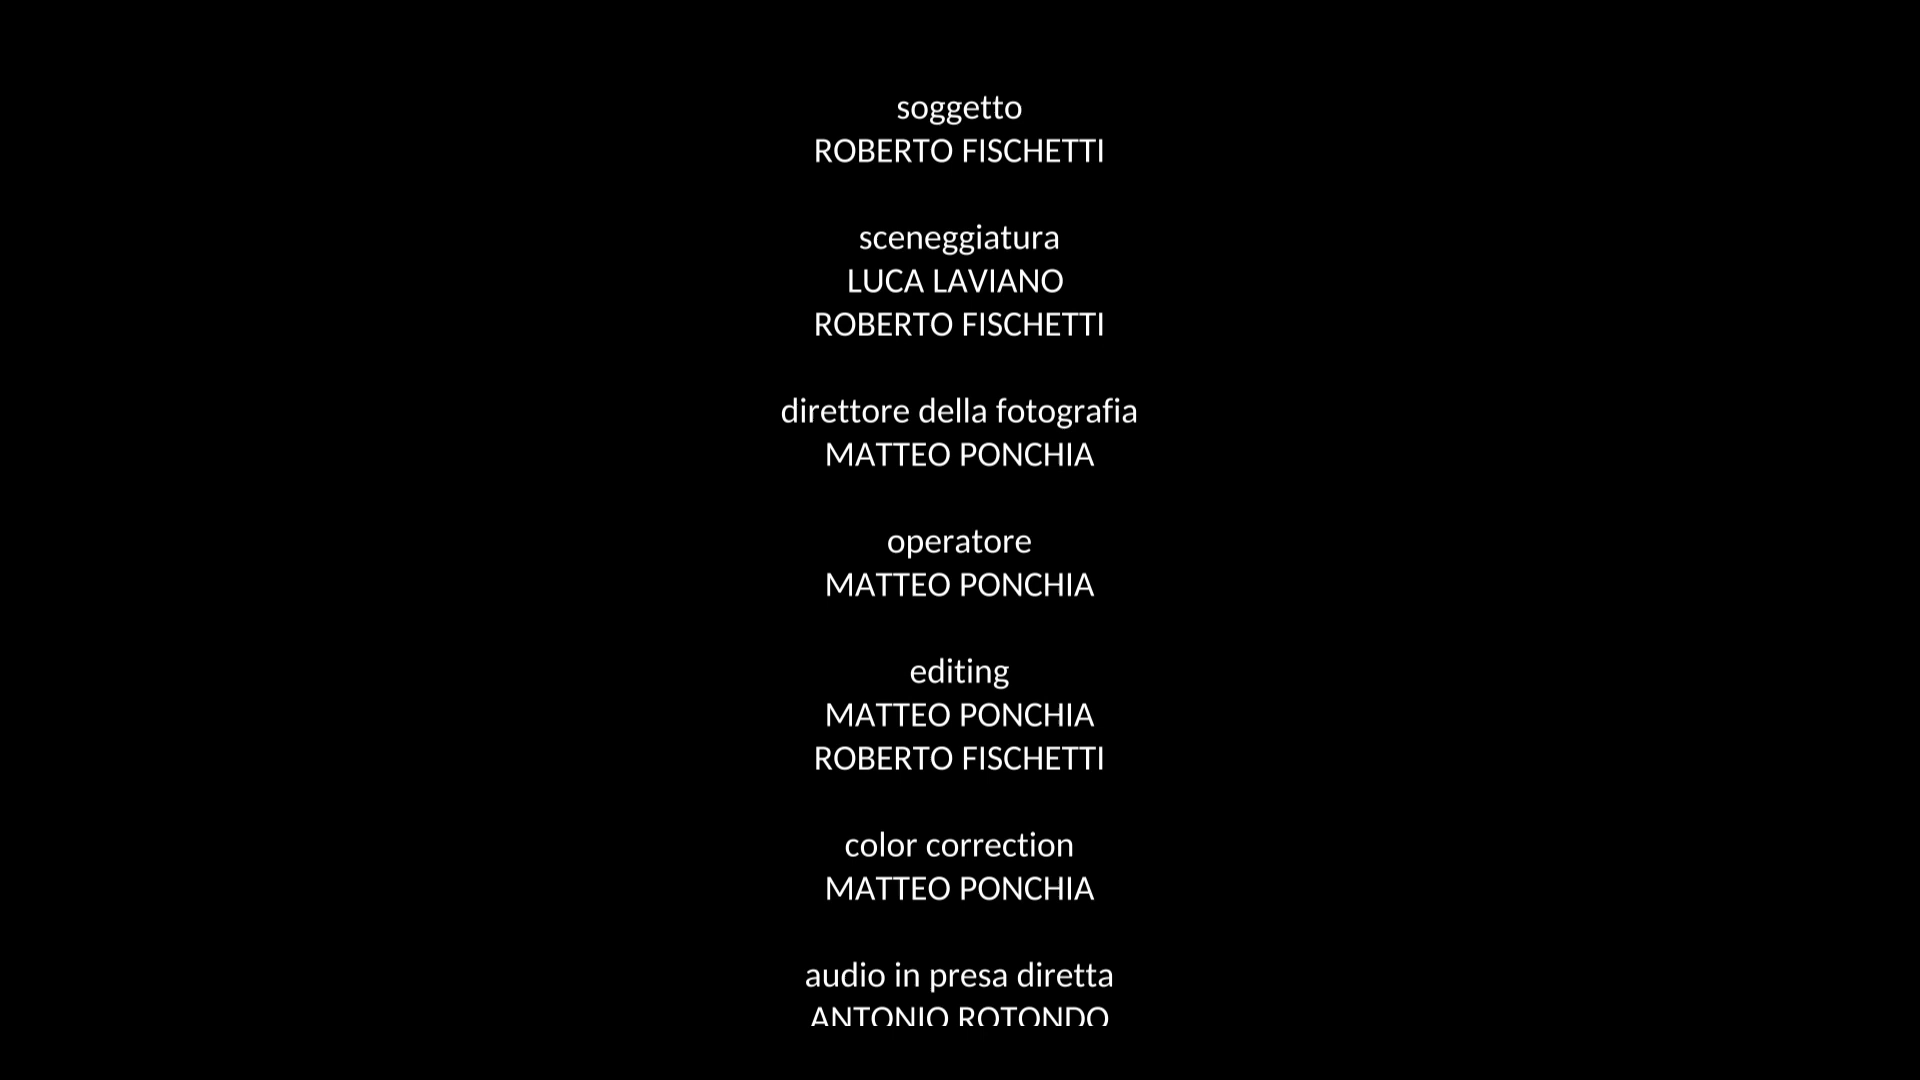 soggetto
ROBERTO FISCHETTI
sceneggiatura
LUCA LAVIANO
ROBERTO FISCHETTI
direttore della fotografia
MATTEO PONCHIA
operatore
MATTEO PONCHIA
editing
MATTEO PONCHIA
ROBERTO FISCHETTI
color correction
MATTEO PONCHIA
audio in presa diretta
ANTONIO ROTONDO